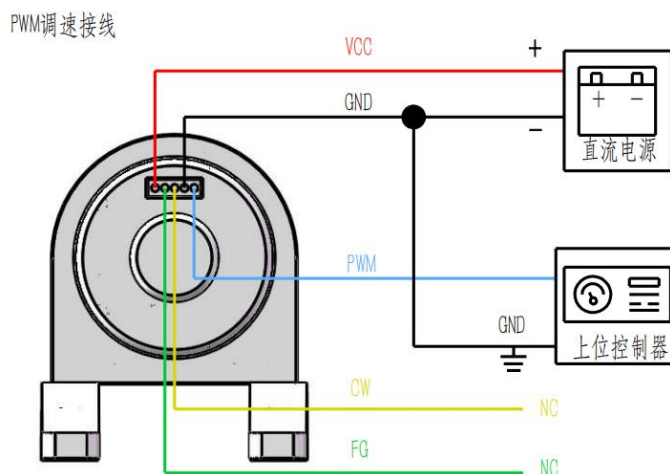 PWM调速接线
VCC
+
GND
−
+ −
直流电源
PWM
GND
上位控制器
CW
NC
FG
NC